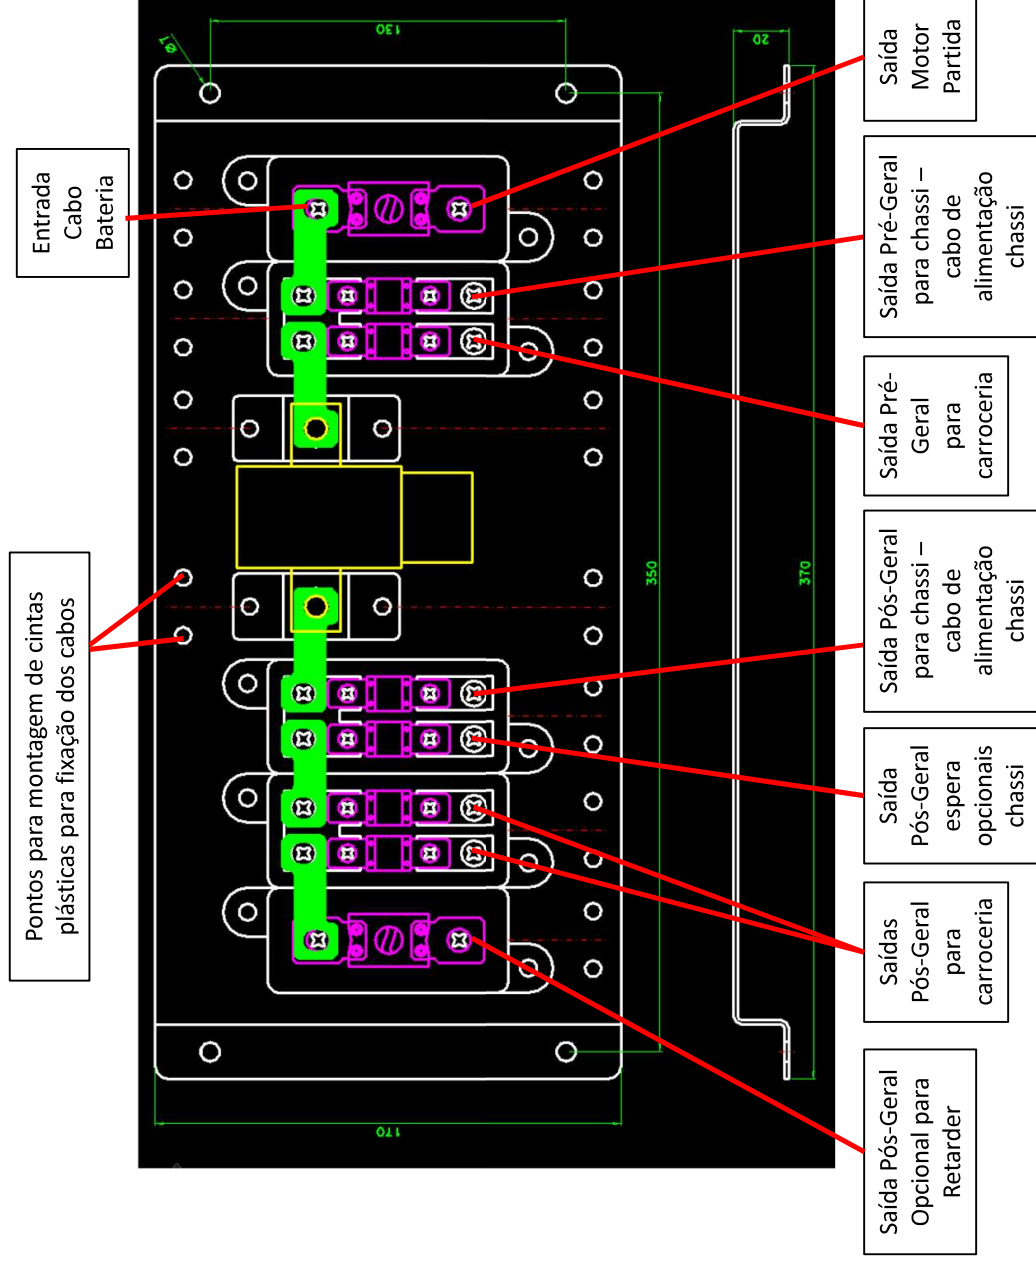 Pontos para montagem de cintas
plásticas para fixação dos cabos
Entrada
Cabo
Bateria
Ø7
130
20
350
370
170
Saída Pós-Geral
Opcional para
Retarder
Saídas
Pós-Geral
para
carroceria
Saída
Pós-Geral
espera
opcionais
chassi
Saída Pós-Geral
para chassi –
cabo de
alimentação
chassi
Saída Pré-
Geral
para
carroceria
Saída Pré-Geral
para chassi –
cabo de
alimentação
chassi
Saída
Motor
Partida